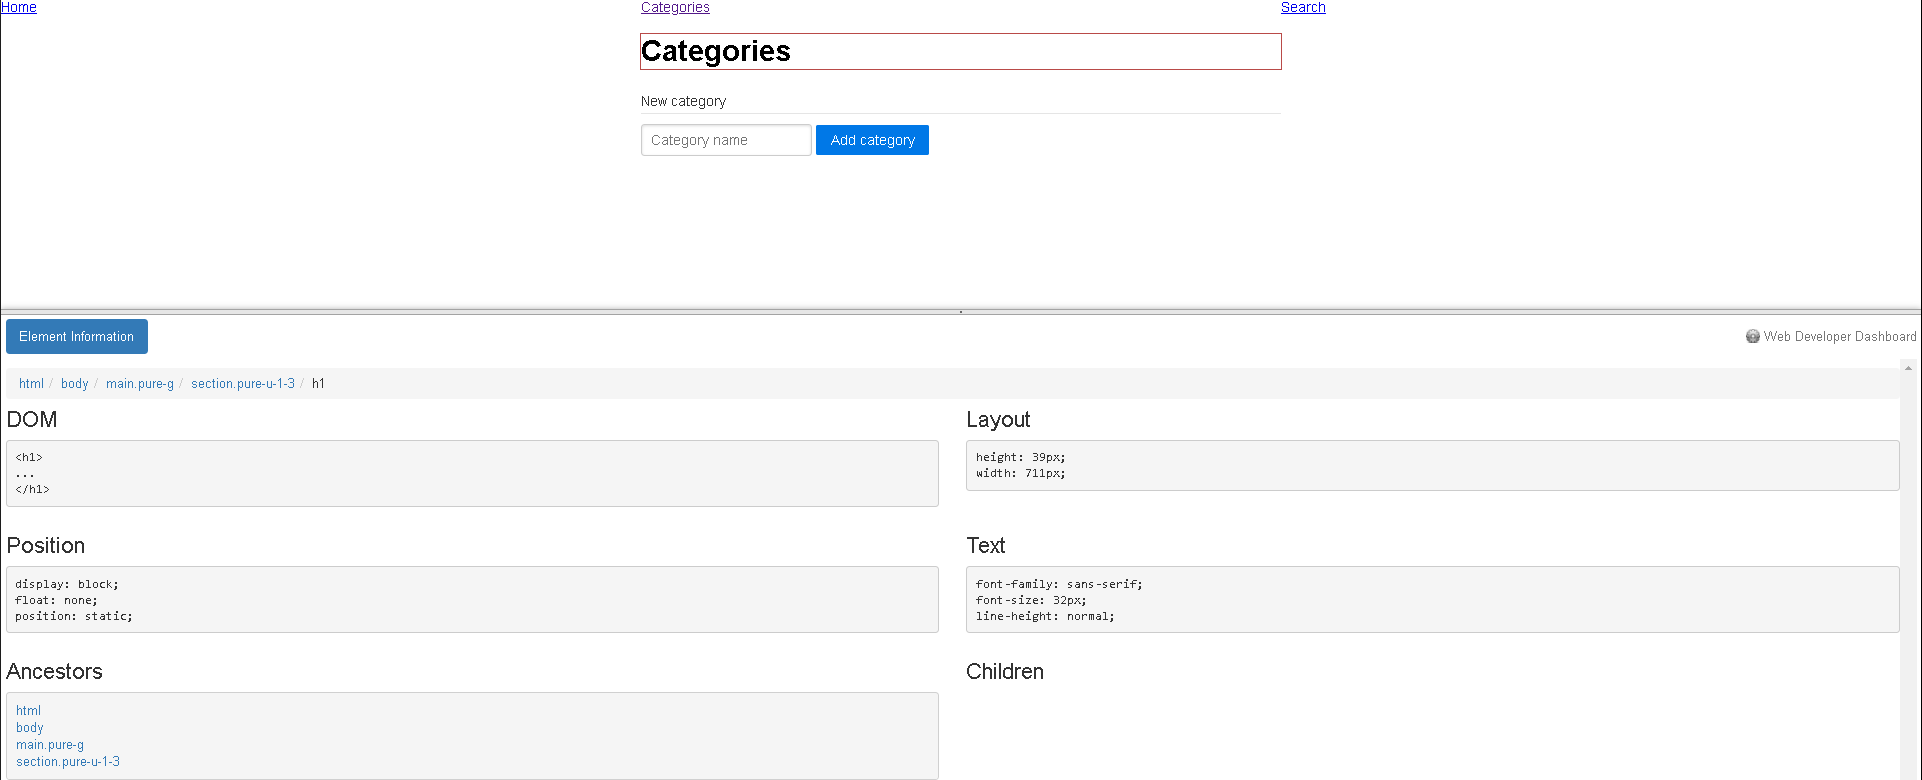 Home Categories Search
Categories
New category
Category name Add category
Element Information Web Developer Dashboard
html / body / main.pure-g / section.pure-u-1-3 / h1
DOM
<h1>
...
</h1>
Layout
height: 39px;
width: 711px;
Position
display: block;
float: none;
position: static;
Text
font-family: sans-serif;
font-size: 32px;
line-height: normal;
Ancestors
html
body
main.pure-g
section.pure-u-1-3
Children